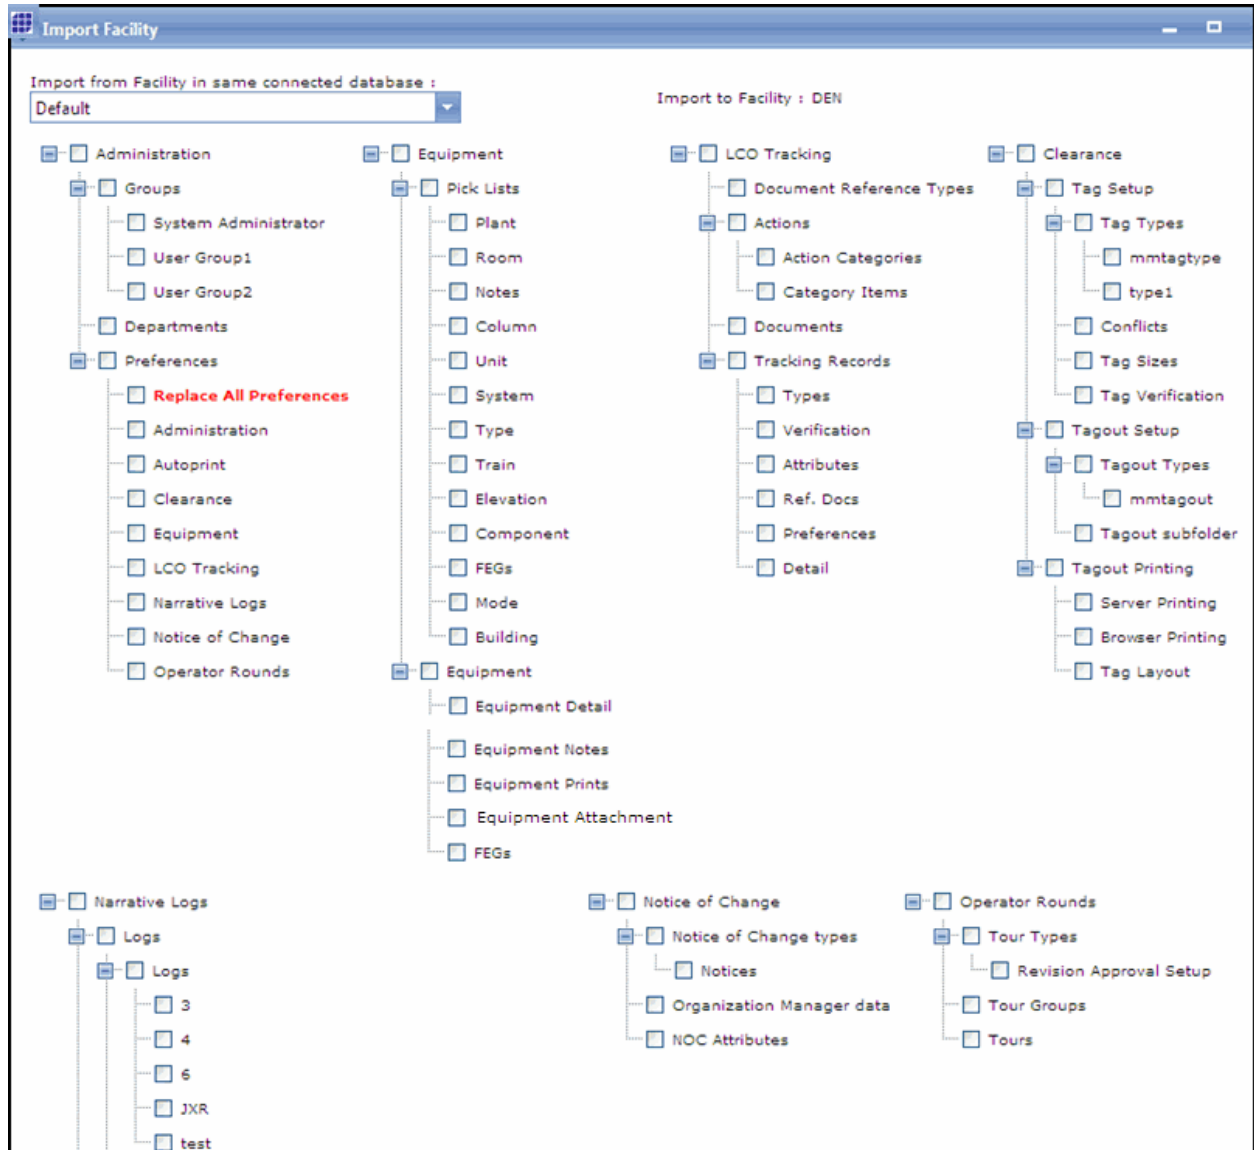 Import Facility
Import from Facility in same connected database :
Default
Import to Facility : DEN
Administration
Groups
System Administrator
User Group1
User Group2
Departments
Preferences
Replace All Preferences
Administration
Autoprint
Clearance
Equipment
LCO Tracking
Narrative Logs
Notice of Change
Operator Rounds
Equipment
Pick Lists
Plant
Room
Notes
Column
Unit
System
Type
Train
Elevation
Component
FEGs
Mode
Building
Equipment
Equipment Detail
Equipment Notes
Equipment Prints
Equipment Attachment
FEGs
LCO Tracking
Document Reference Types
Actions
Action Categories
Category Items
Documents
Tracking Records
Types
Verification
Attributes
Ref. Docs
Preferences
Detail
Clearance
Tag Setup
Tag Types
mmtagtype
type1
Conflicts
Tag Sizes
Tag Verification
Tagout Setup
Tagout Types
mmtagout
Tagout subfolder
Tagout Printing
Server Printing
Browser Printing
Tag Layout
Narrative Logs
Logs
Logs
3
4
6
JXR
test
Notice of Change
Notice of Change types
Notices
Organization Manager data
NOC Attributes
Operator Rounds
Tour Types
Revision Approval Setup
Tour Groups
Tours